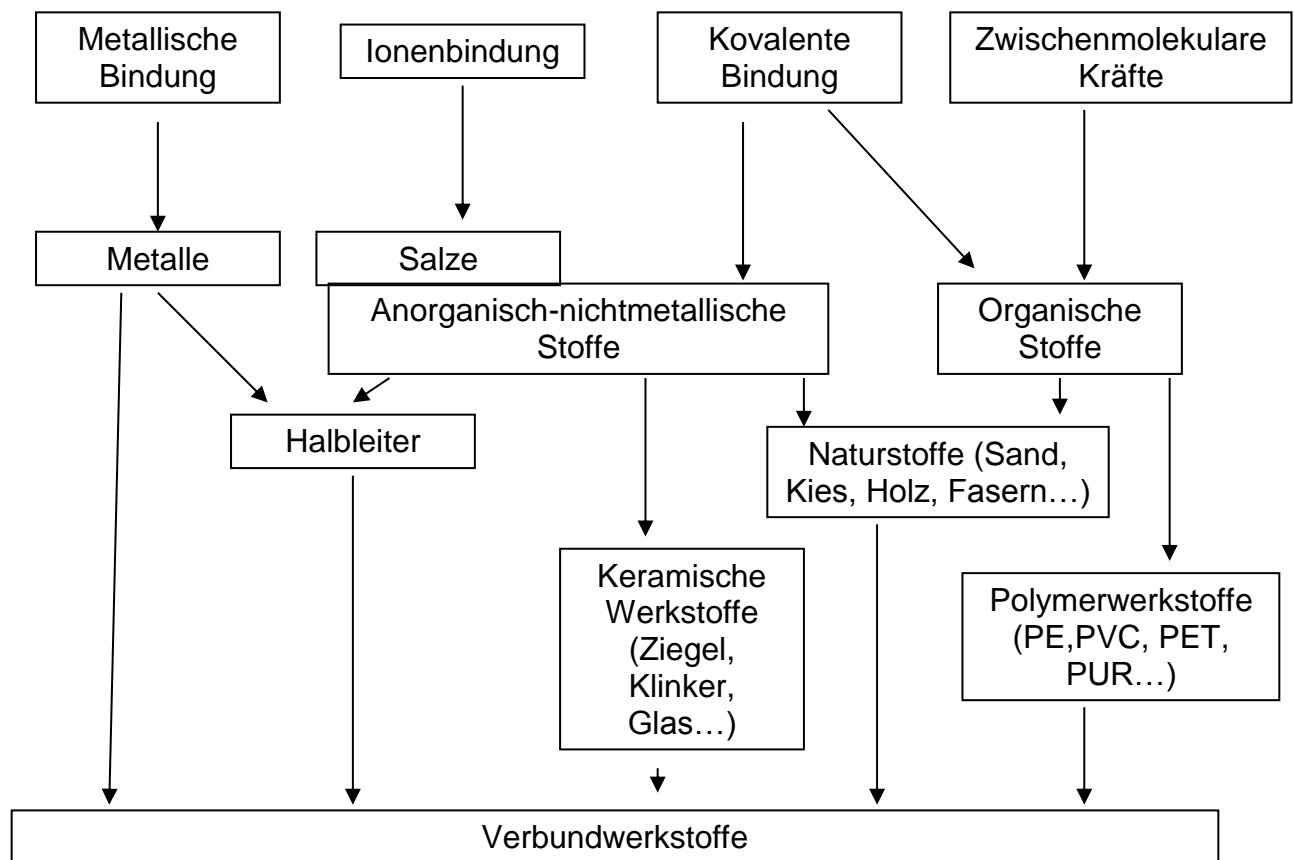 Metallische
Bindung
Ionenbindung
Kovalente
Bindung
Zwischenmolekulare
Kräfte
Metalle
Salze
Anorganisch-nichtmetallische
Stoffe
Organische
Stoffe
Halbleiter
Naturstoffe (Sand,
Kies, Holz, Fasern…)
Keramische
Werkstoffe
(Ziegel,
Klinker,
Glas…)
Polymerwerkstoffe
(PE,PVC, PET,
PUR…)
Verbundwerkstoffe